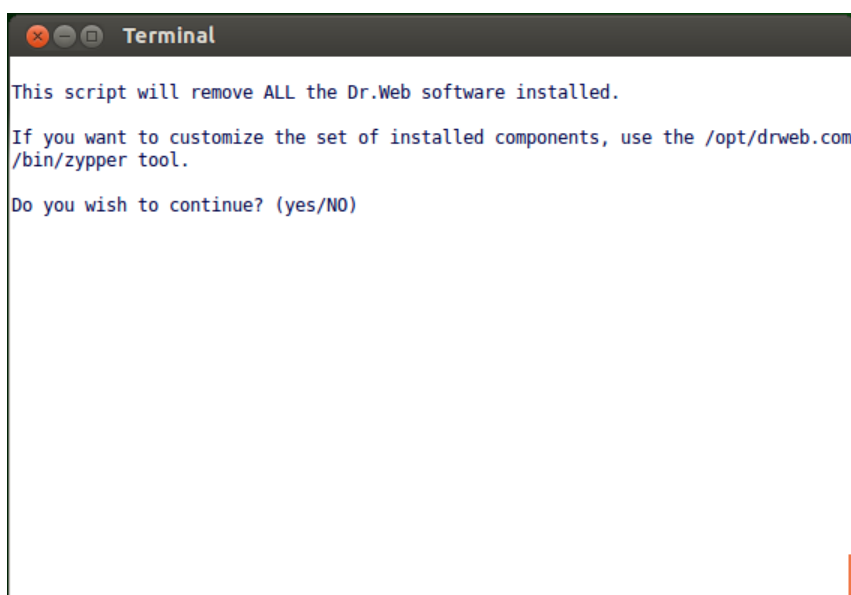 Terminal
This script will remove ALL the Dr.Web software installed.
If you want to customize the set of installed components, use the /opt/drweb.com
/bin/zypper tool.
Do you wish to continue? (yes/NO)